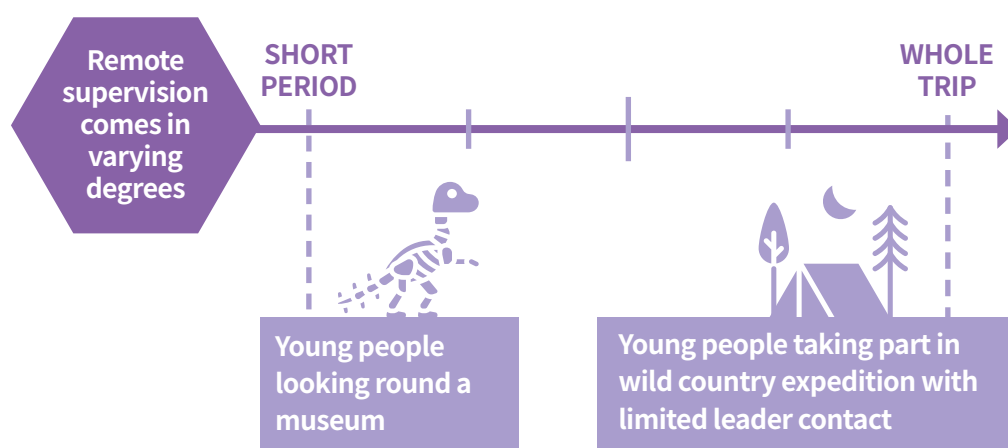 Remote
supervision
comes in
varying
degrees
SHORT
PERIOD
WHOLE
TRIP
Young people
looking round a
museum
Young people taking part in
wild country expedition with
limited leader contact